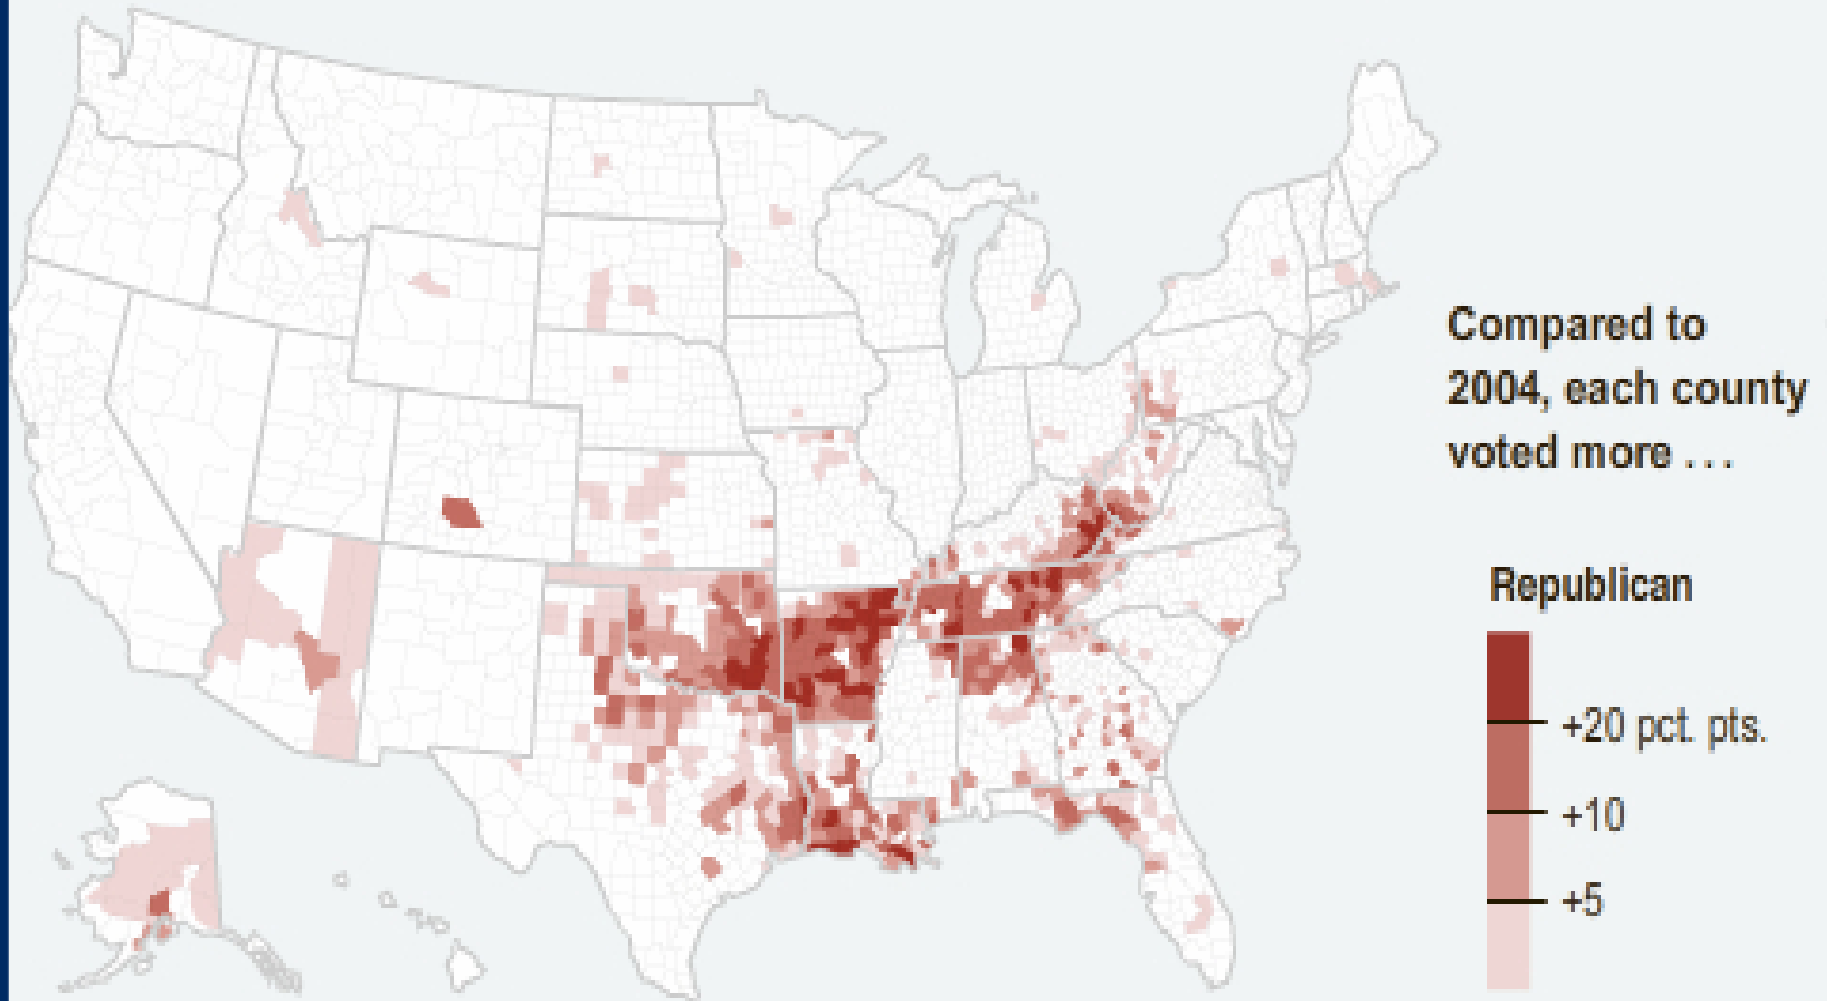 Compared to
2004, each county
voted more ...
Republican
+20 pct. pts.
+10
+5